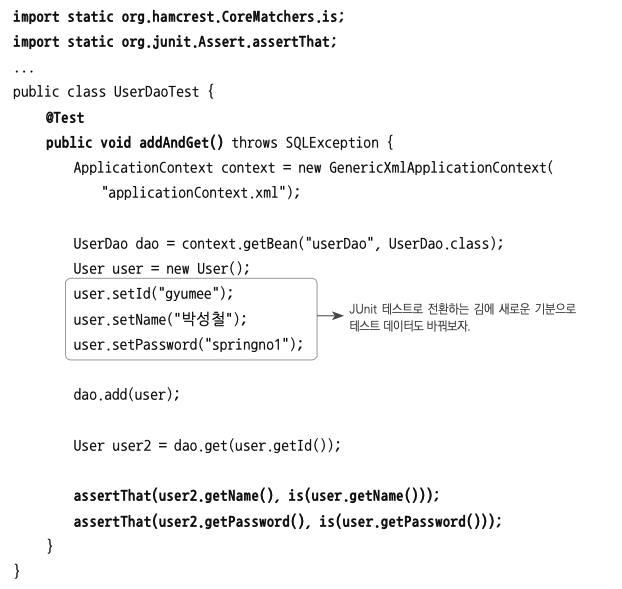 import static org.hamcrest.CoreMatchers.is;
import static org.junit.Assert.assertThat;
...
public class UserDaoTest {
@Test
public void addAndGet() throws SQLException {
ApplicationContext context = new GenericXmlApplicationContext(
"applicationContext.xml");
UserDao dao = context.getBean("userDao", UserDao.class);
User user = new User();
user.setId("gyumee");
user.setName("박성철");
user.setPassword("springno1");
JUnit 테스트로 전환하는 김에 새로운 기분으로
테스트 데이터도 바꿔보자.
dao.add(user);
User user2 = dao.get(user.getId());
assertThat(user2.getName(), is(user.getName()));
assertThat(user2.getPassword(), is(user.getPassword()));
}
}